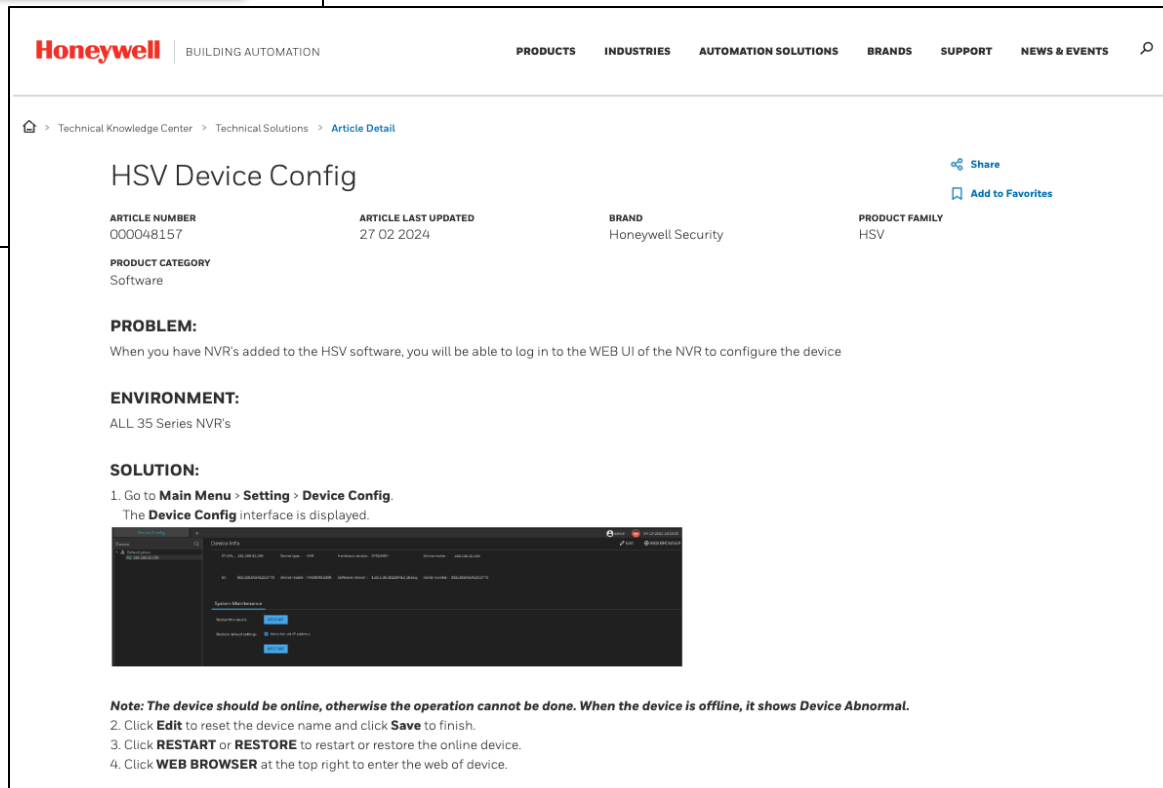 Honeywell BUILDING AUTOMATION PRODUCTS INDUSTRIES AUTOMATION SOLUTIONS BRANDS SUPPORT NEWS & EVENTS
> Technical Knowledge Center > Technical Solutions > Article Detail
HSV Device Config
Share
Add to Favorites
ARTICLE NUMBER ARTICLE LAST UPDATED BRAND PRODUCT FAMILY
000048157 27 02 2024 Honeywell Security HSV
PRODUCT CATEGORY
Software
PROBLEM:
When you have NVR's added to the HSV software, you will be able to log in to the WEB UI of the NVR to configure the device
ENVIRONMENT:
ALL 35 Series NVR's
SOLUTION:
1. Go to Main Menu > Setting > Device Config.
The Device Config interface is displayed.
Device Config
Device Device Info
System Maintenance
Note: The device should be online, otherwise the operation cannot be done. When the device is offline, it shows Device Abnormal.
2. Click Edit to reset the device name and click Save to finish.
3. Click RESTART or RESTORE to restart or restore the online device.
4. Click WEB BROWSER at the top right to enter the web of device.